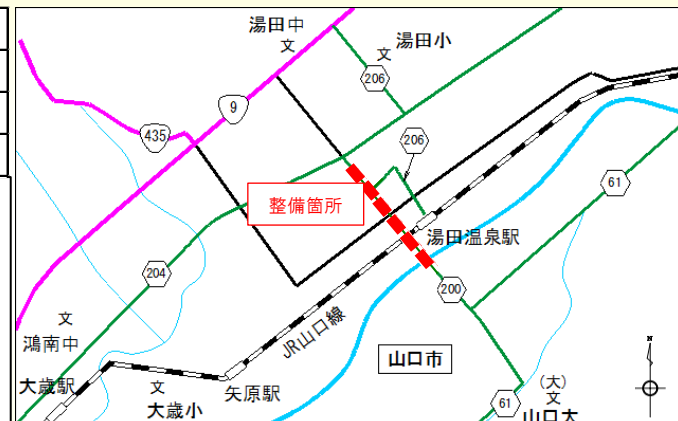 湯田中
文
湯田小
文
206
9
435
206
61
整備箇所
湯田温泉駅
204
200
JR山口線
文
鴻南中
山口市
N
大歳駅
文
大歳小
矢原駅
61
(大)
文
山口大